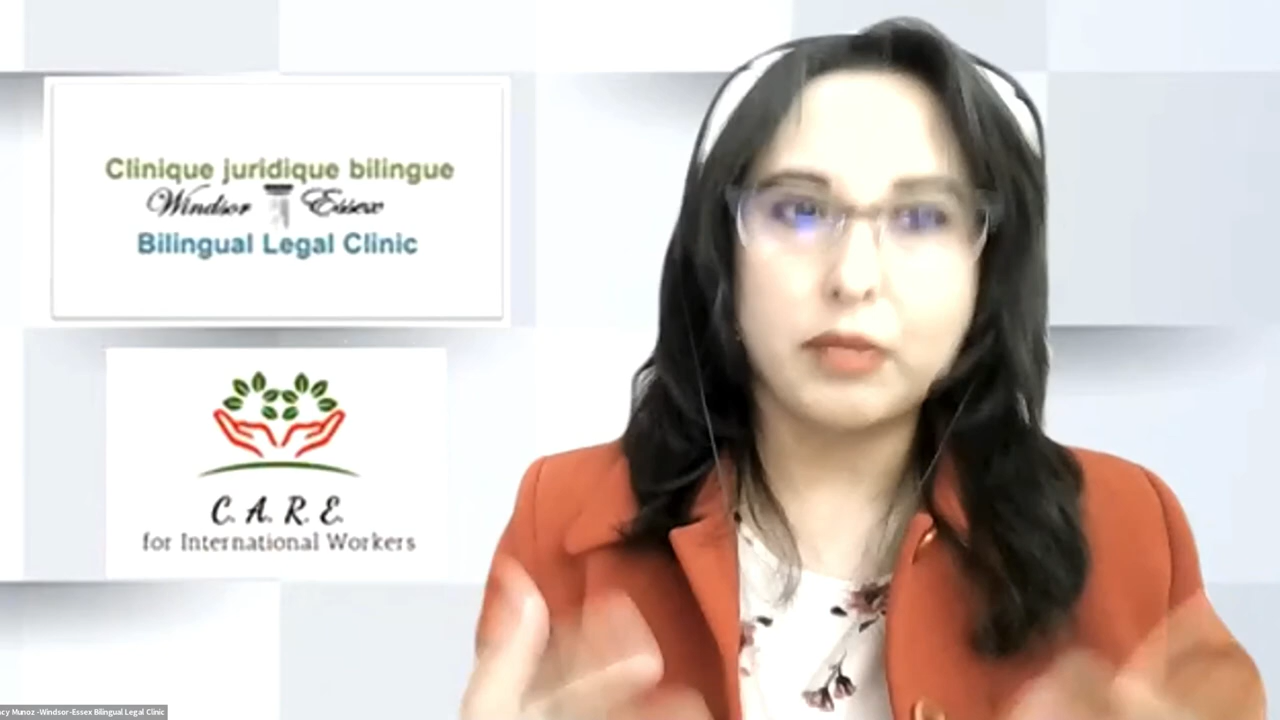 Clinique juridique bilingue
Windsor Essex
Bilingual Legal Clinic
C. A. R. E.
for International Workers
Munoz -Windsor-Essex Bilingual Legal Clinic